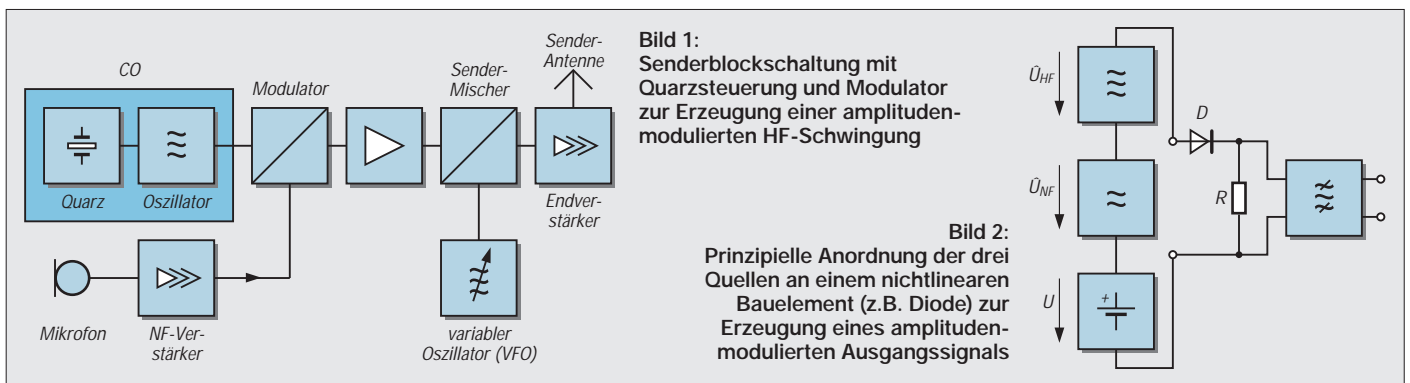 CO
Quarz
Oszillator
Modulator
Sender-
Mischer
Sender-
Antenne
Endver-
stärker
Mikrofon
NF-Ver-
stärker
variabler
Oszillator (VFO)
Bild 1:
Senderblockschaltung mit
Quarzsteuerung und Modulator
zur Erzeugung einer amplituden-
modulierten HF-Schwingung
Bild 2:
Prinzipielle Anordnung der drei
Quellen an einem nichtlinearen
Bauelement (z.B. Diode) zur
Erzeugung eines amplituden-
modulierten Ausgangssignals
ÛHF
D
ÛNF
R
U
+